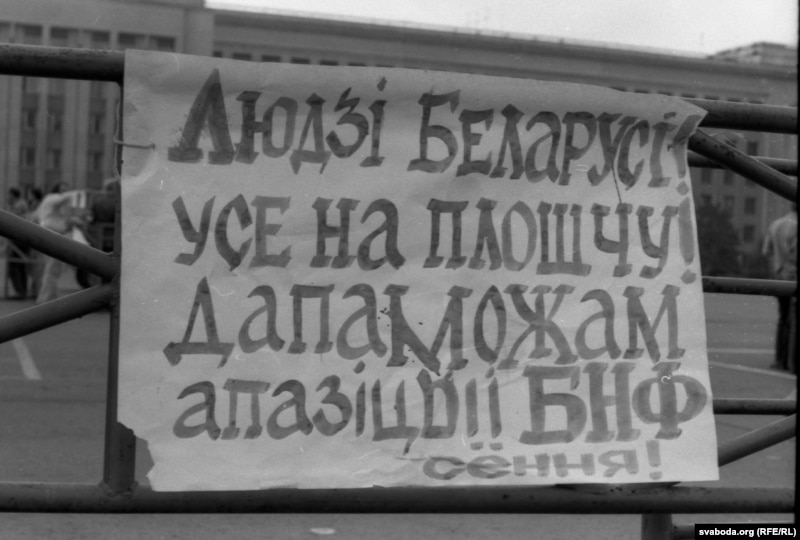 Людзі Беларусі!
усе на плошчу!
Дапаможам
апазіцыі БНФ
сёння!
svaboda.org (RFE/RL)